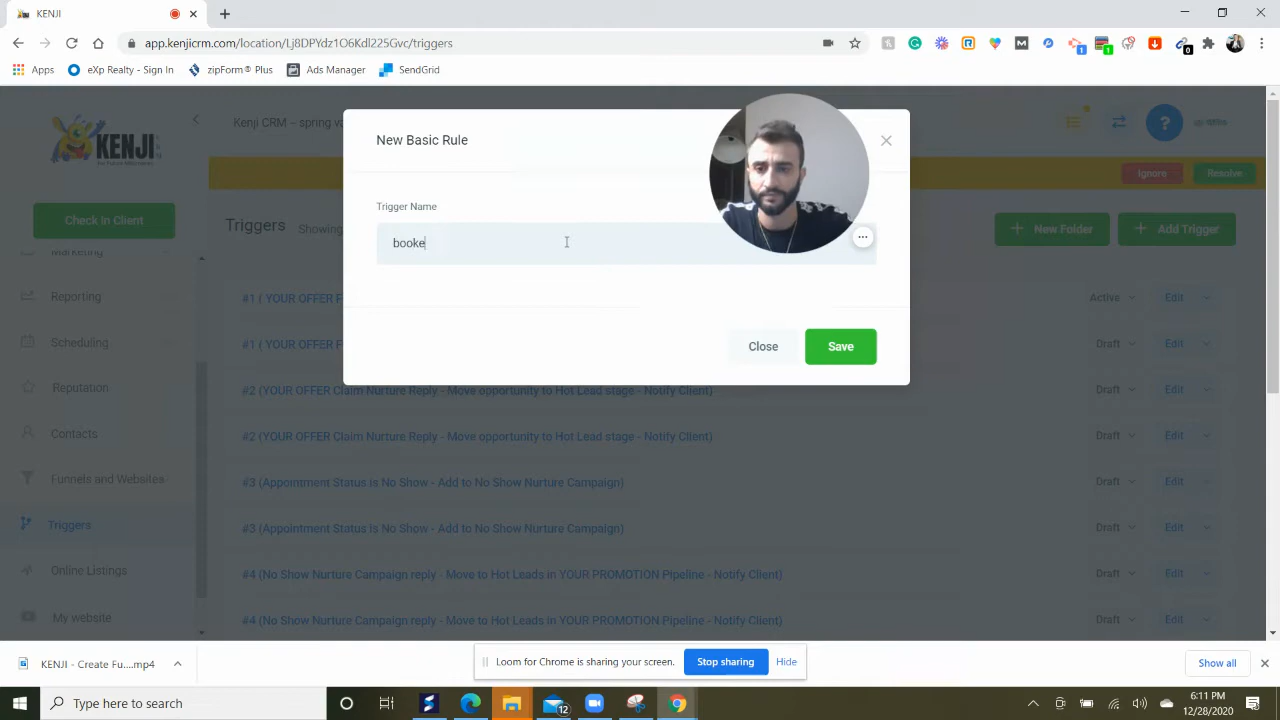 KENJI
app.kenjicrm.com/location/Lj8DPYdz1O6Kdl225Gvc/triggers
Apps
eXp Realty - Sign In
zipForm® Plus
Ads Manager
SendGrid
KENJI
Kenji CRM – spring va
New Basic Rule
Ignore
Resolve
Check In Client
Triggers
Showing
Trigger Name
booke
New Folder
Add Trigger
Close
Save
Marketing
Reporting
Scheduling
Reputation
Contacts
Funnels and Websites
Triggers
Online Listings
My website
#1 ( YOUR OFFER F
Active
Edit
#1 ( YOUR OFFER F
Draft
Edit
#2 (YOUR OFFER Claim Nurture Reply - Move opportunity to Hot Lead stage - Notify Client)
Draft
Edit
#2 (YOUR OFFER Claim Nurture Reply - Move opportunity to Hot Lead stage - Notify Client)
Draft
Edit
#3 (Appointment Status is No Show - Add to No Show Nurture Campaign)
Draft
Edit
#3 (Appointment Status is No Show - Add to No Show Nurture Campaign)
Draft
Edit
#4 (No Show Nurture Campaign reply - Move to Hot Leads in YOUR PROMOTION Pipeline - Notify Client)
Draft
Edit
#4 (No Show Nurture Campaign reply - Move to Hot Leads in YOUR PROMOTION Pipeline - Notify Client)
Draft
Edit
KENJI - Create Fu....mp4
Loom for Chrome is sharing your screen.
Stop sharing
Hide
Show all
Type here to search
12
6:11 PM
12/28/2020